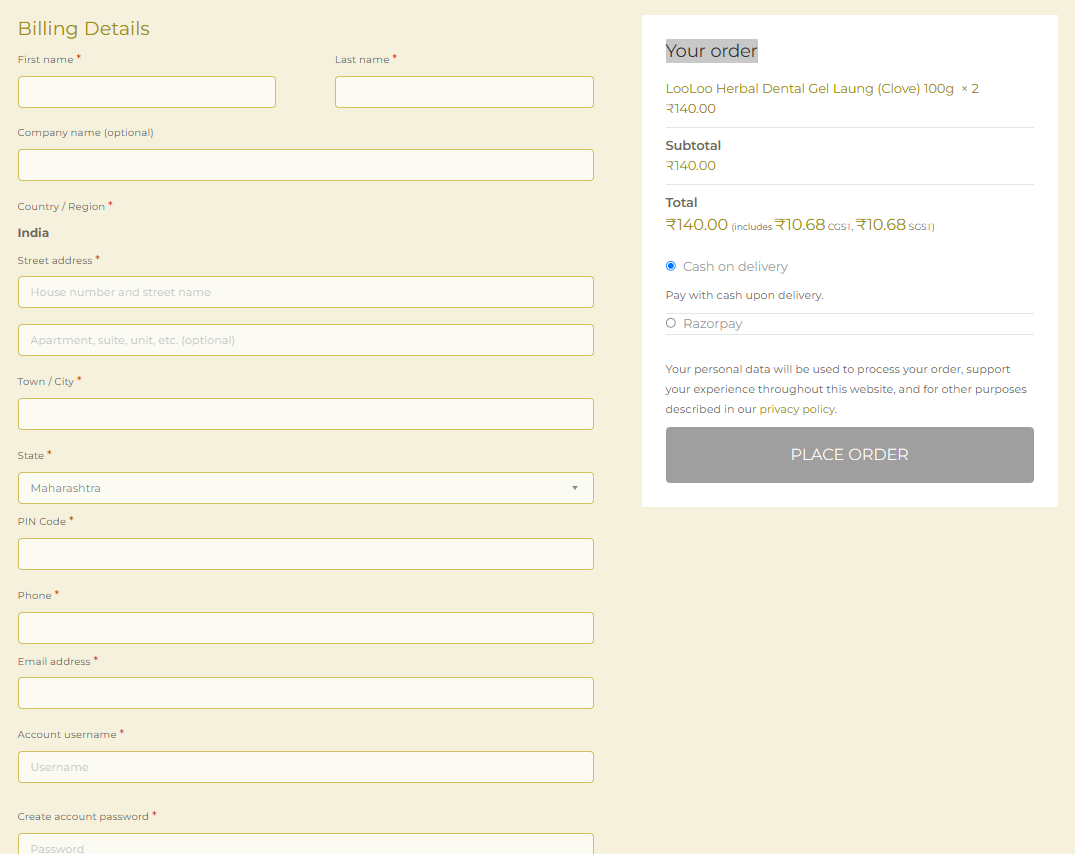 Billing Details
First name *
Last name *
Company name (optional)
Country / Region *
India
Street address *
House number and street name
Apartment, suite, unit, etc. (optional)
Town / City *
State *
Maharashtra
PIN Code *
Phone *
Email address *
Account username *
Username
Create account password *
Password
Your order
LooLoo Herbal Dental Gel Laung (Clove) 100g × 2
₹140.00
Subtotal
₹140.00
Total
₹140.00 (includes ₹10.68 CGST, ₹10.68 SGST)
Cash on delivery
Pay with cash upon delivery.
Razorpay
Your personal data will be used to process your order, support
your experience throughout this website, and for other purposes
described in our privacy policy.
PLACE ORDER